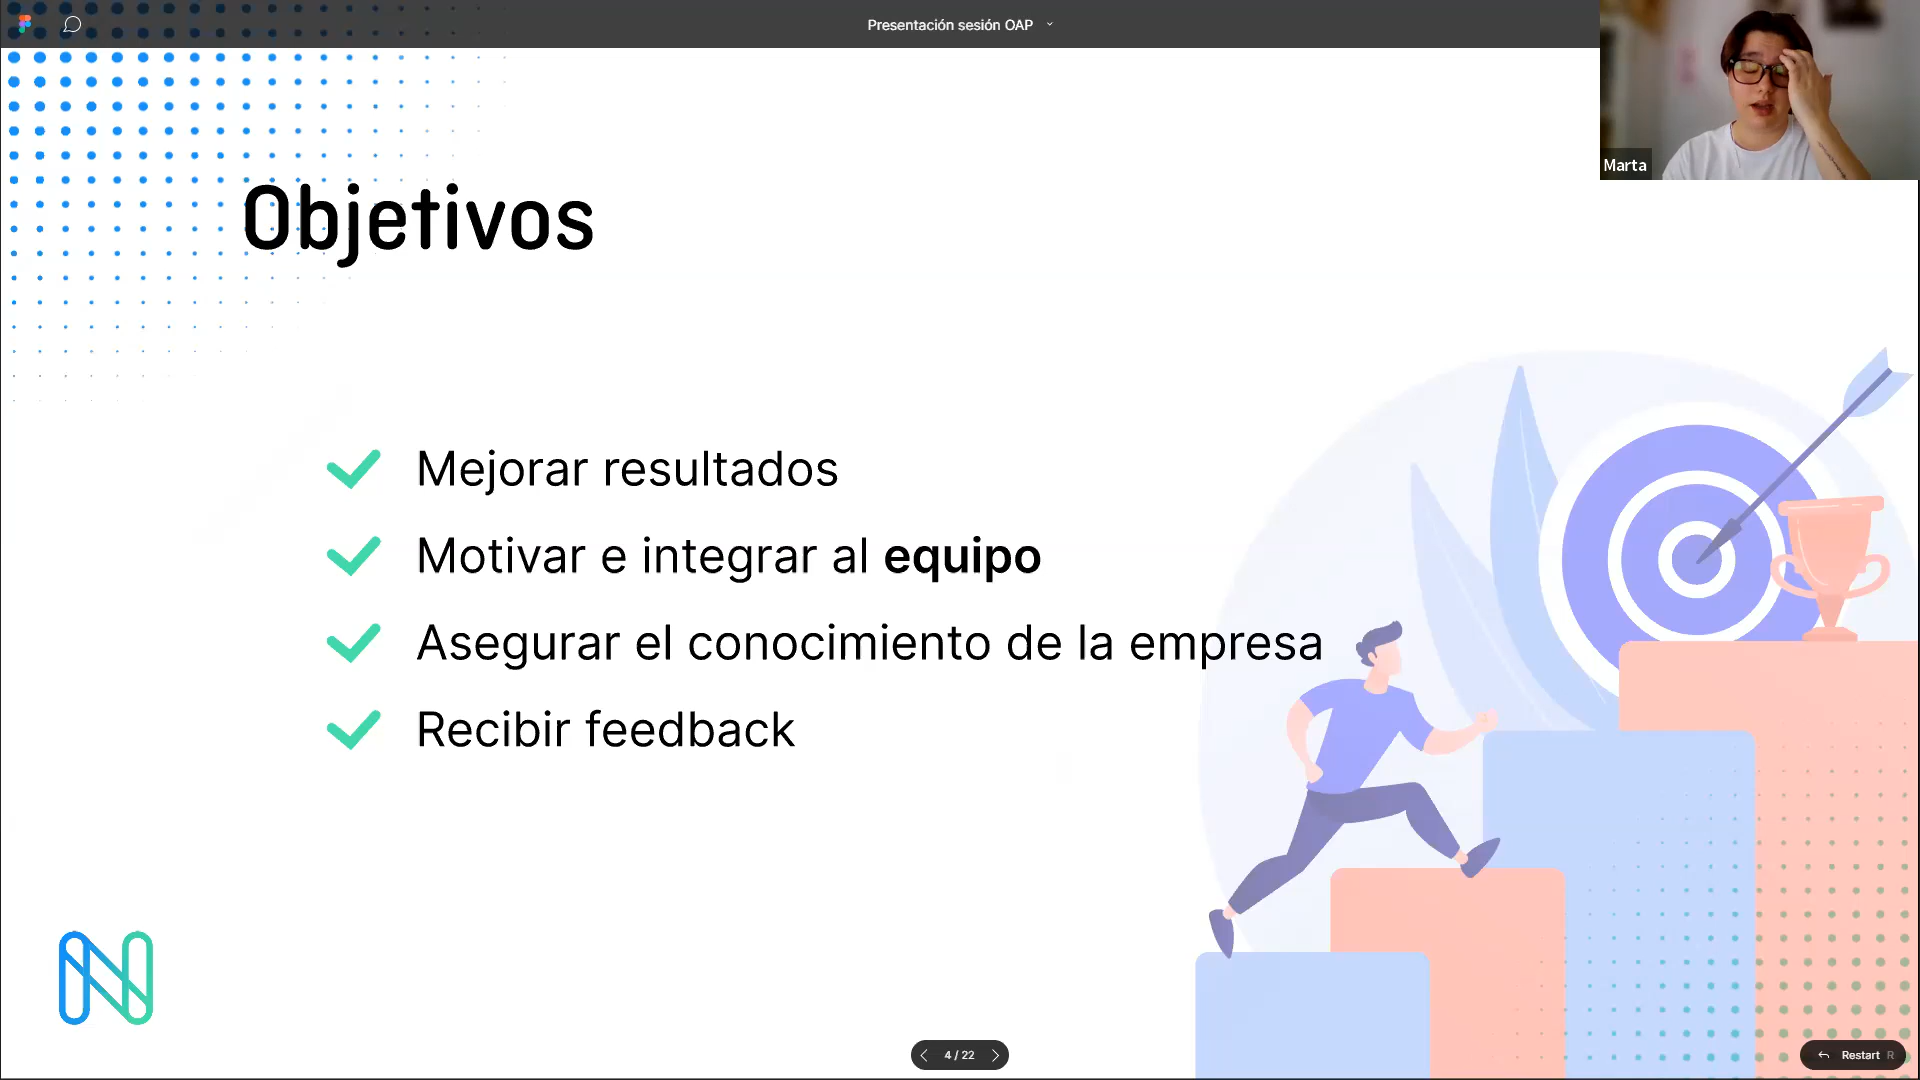 Presentación sesión OAP
Marta
Objetivos
Mejorar resultados
Motivar e integrar al equipo
Asegurar el conocimiento de la empresa
Recibir feedback
4 / 22
Restart R